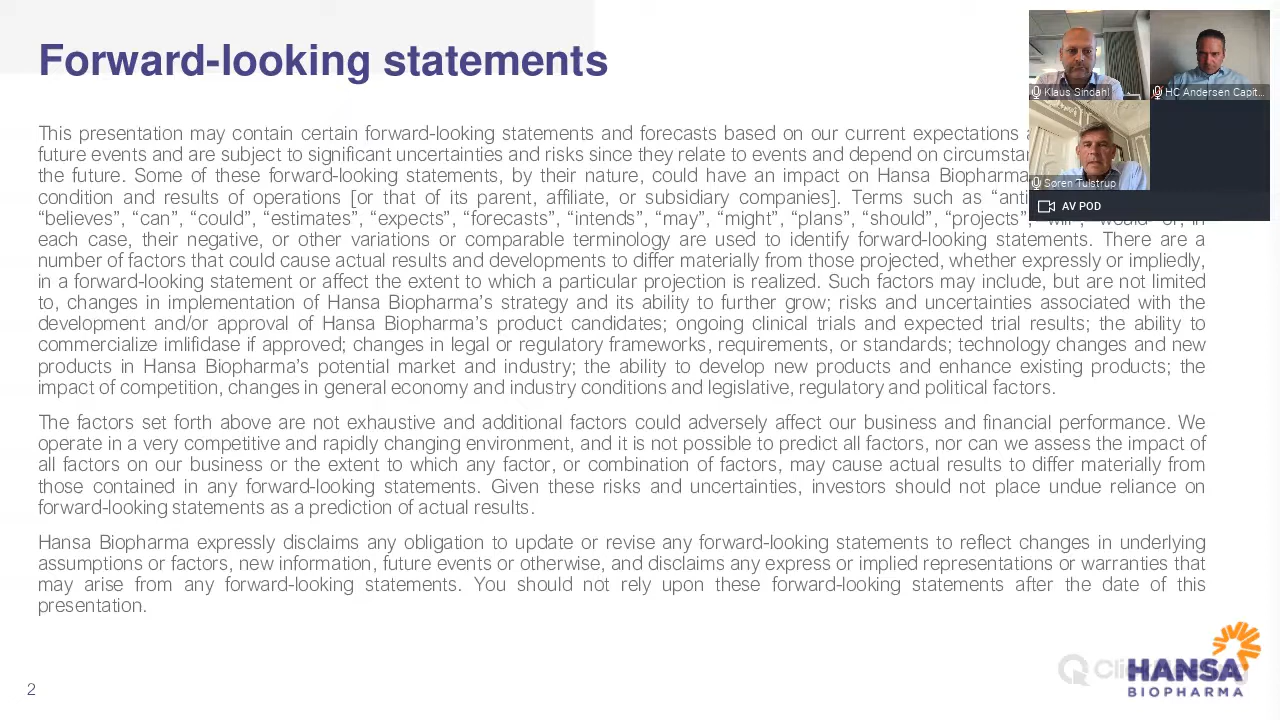 Forward-looking statements
This presentation may contain certain forward-looking statements and forecasts based on our current expectations
future events and are subject to significant uncertainties and risks since they relate to events and depend on
the future. Some of these forward-looking statements, by their nature, could have an impact on Hansa
condition and results of operations [or that of its parent, affiliate, or subsidiary companies]. Terms such as
“believes”, “can”, “could”, “estimates”, “expects”, “forecasts”, “intends”, “may”, “might”, “plans”, “should”, “projects”, or, in
each case, their negative, or other variations or comparable terminology are used to identify forward-looking statements. There are a
number of factors that could cause actual results and developments to differ materially from those projected, whether expressly or impliedly,
in a forward-looking statement or affect the extent to which a particular projection is realized. Such factors may include, but are not limited
to, changes in implementation of Hansa Biopharma’s strategy and its ability to further grow; risks and uncertainties associated with the
development and/or approval of Hansa Biopharma’s product candidates; ongoing clinical trials and expected trial results; the ability to
commercialize imlifidase if approved; changes in legal or regulatory frameworks, requirements, or standards; technology changes and new
products in Hansa Biopharma’s potential market and industry; the ability to develop new products and enhance existing products; the
impact of competition, changes in general economy and industry conditions and legislative, regulatory and political factors.
The factors set forth above are not exhaustive and additional factors could adversely affect our business and financial performance. We
operate in a very competitive and rapidly changing environment, and it is not possible to predict all factors, nor can we assess the impact of
all factors on our business or the extent to which any factor, or combination of factors, may cause actual results to differ materially from
those contained in any forward-looking statements. Given these risks and uncertainties, investors should not place undue reliance on
forward-looking statements as a prediction of actual results.
Hansa Biopharma expressly disclaims any obligation to update or revise any forward-looking statements to reflect changes in underlying
assumptions or factors, new information, future events or otherwise, and disclaims any express or implied representations or warranties that
may arise from any forward-looking statements. You should not rely upon these forward-looking statements after the date of this
presentation.
2
Klaus Sindahl
HC Andersen Capit...
Søren Tulstrup
AV POD
HANSA
BIOPHARMA